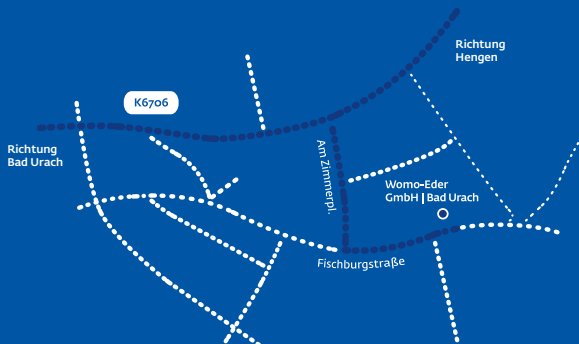 Richtung
Hengen
K6706
Richtung
Bad Urach
Am Zimmerpl.
Womo-Eder
GmbH | Bad Urach
Fischburgstraße